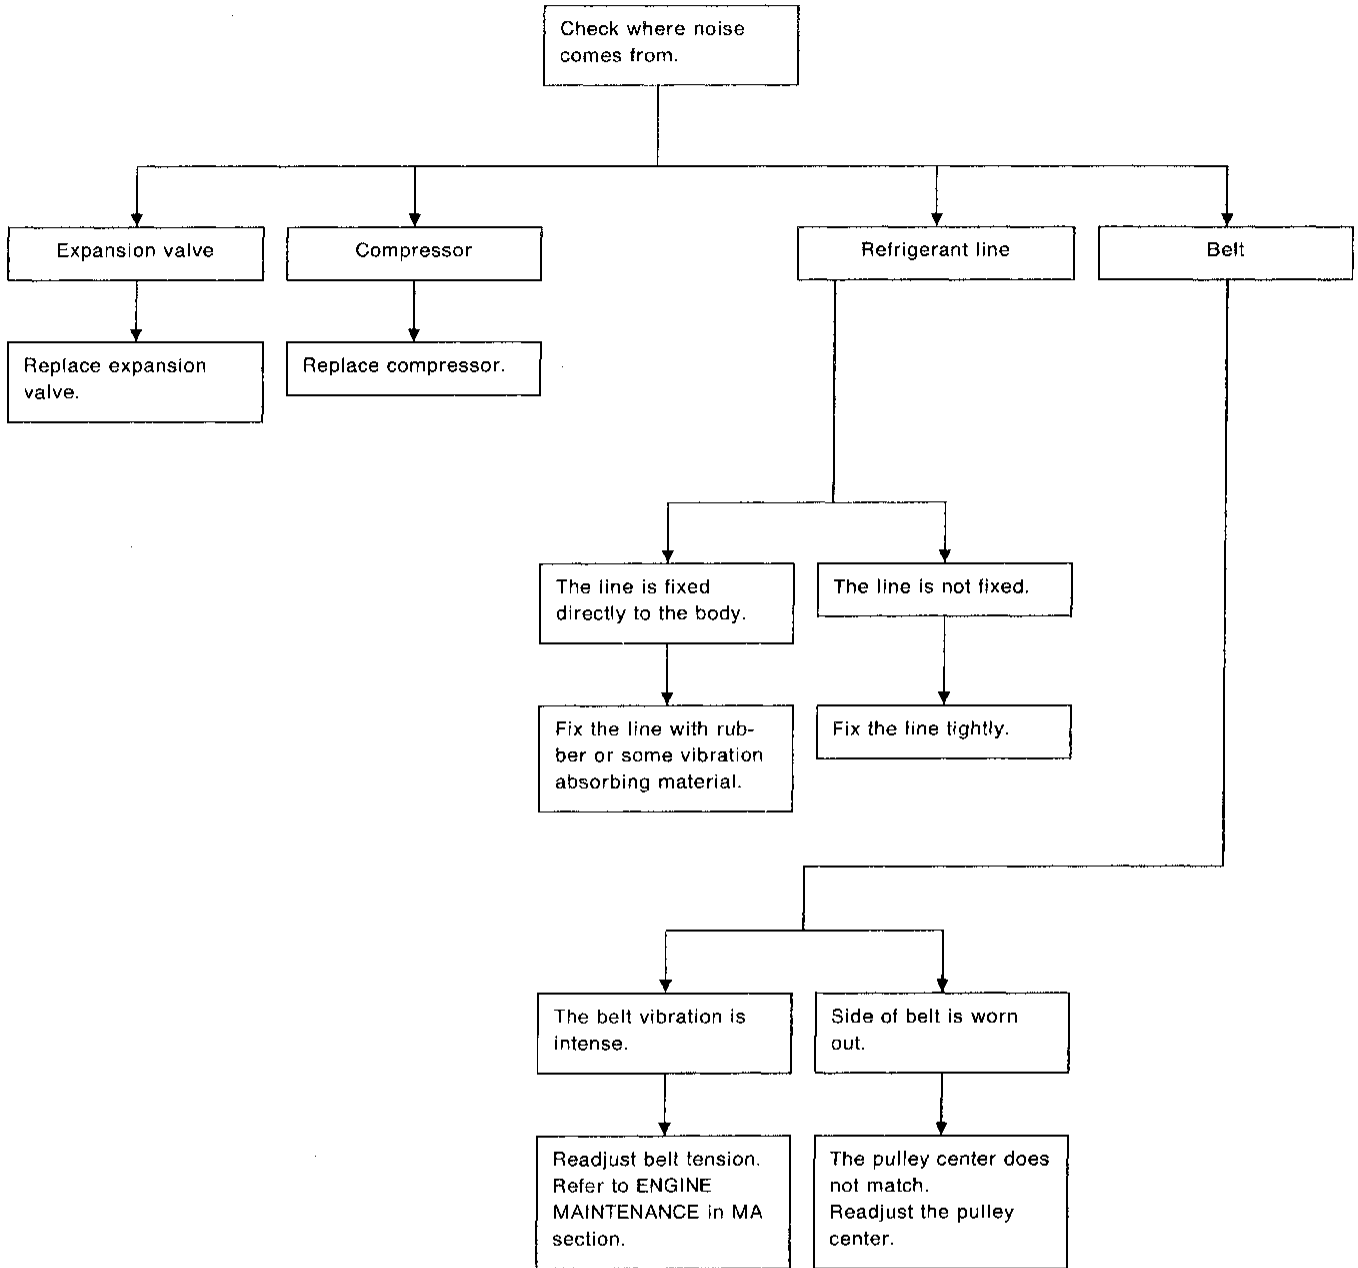 Check where noise
comes from.
Expansion valve
Compressor
Refrigerant line
Belt
Replace expansion
valve.
Replace compressor.
The line is fixed
directly to the body.
The line is not fixed.
Fix the line with rub-
ber or some vibration
absorbing material.
Fix the line tightly.
The belt vibration is
intense.
Side of belt is worn
out.
Readjust belt tension.
Refer to ENGINE
MAINTENANCE in MA
section.
The pulley center does
not match.
Readjust the pulley
center.